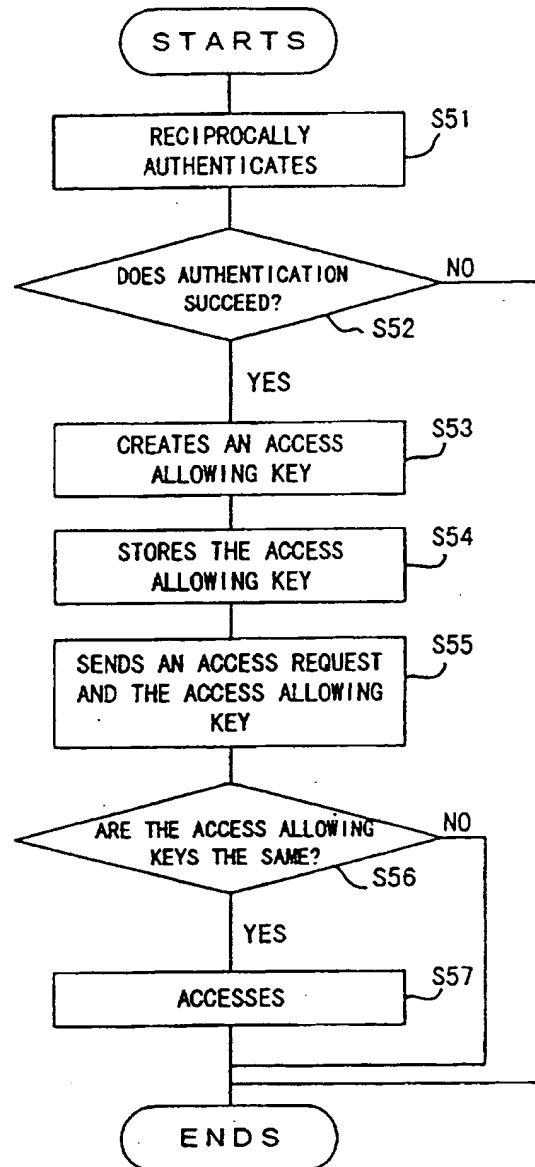 STARTS
S51
RECIPROCALLY
AUTHENTICATES
NO
DOES AUTHENTICATION
SUCCEED?
S52
YES
S53
CREATES AN ACCESS
ALLOWING KEY
S54
STORES THE ACCESS
ALLOWING KEY
S55
SENDS AN ACCESS REQUEST
AND THE ACCESS ALLOWING
KEY
NO
ARE THE ACCESS ALLOWING
KEYS THE SAME?
S56
YES
S57
ACCESSES
ENDS